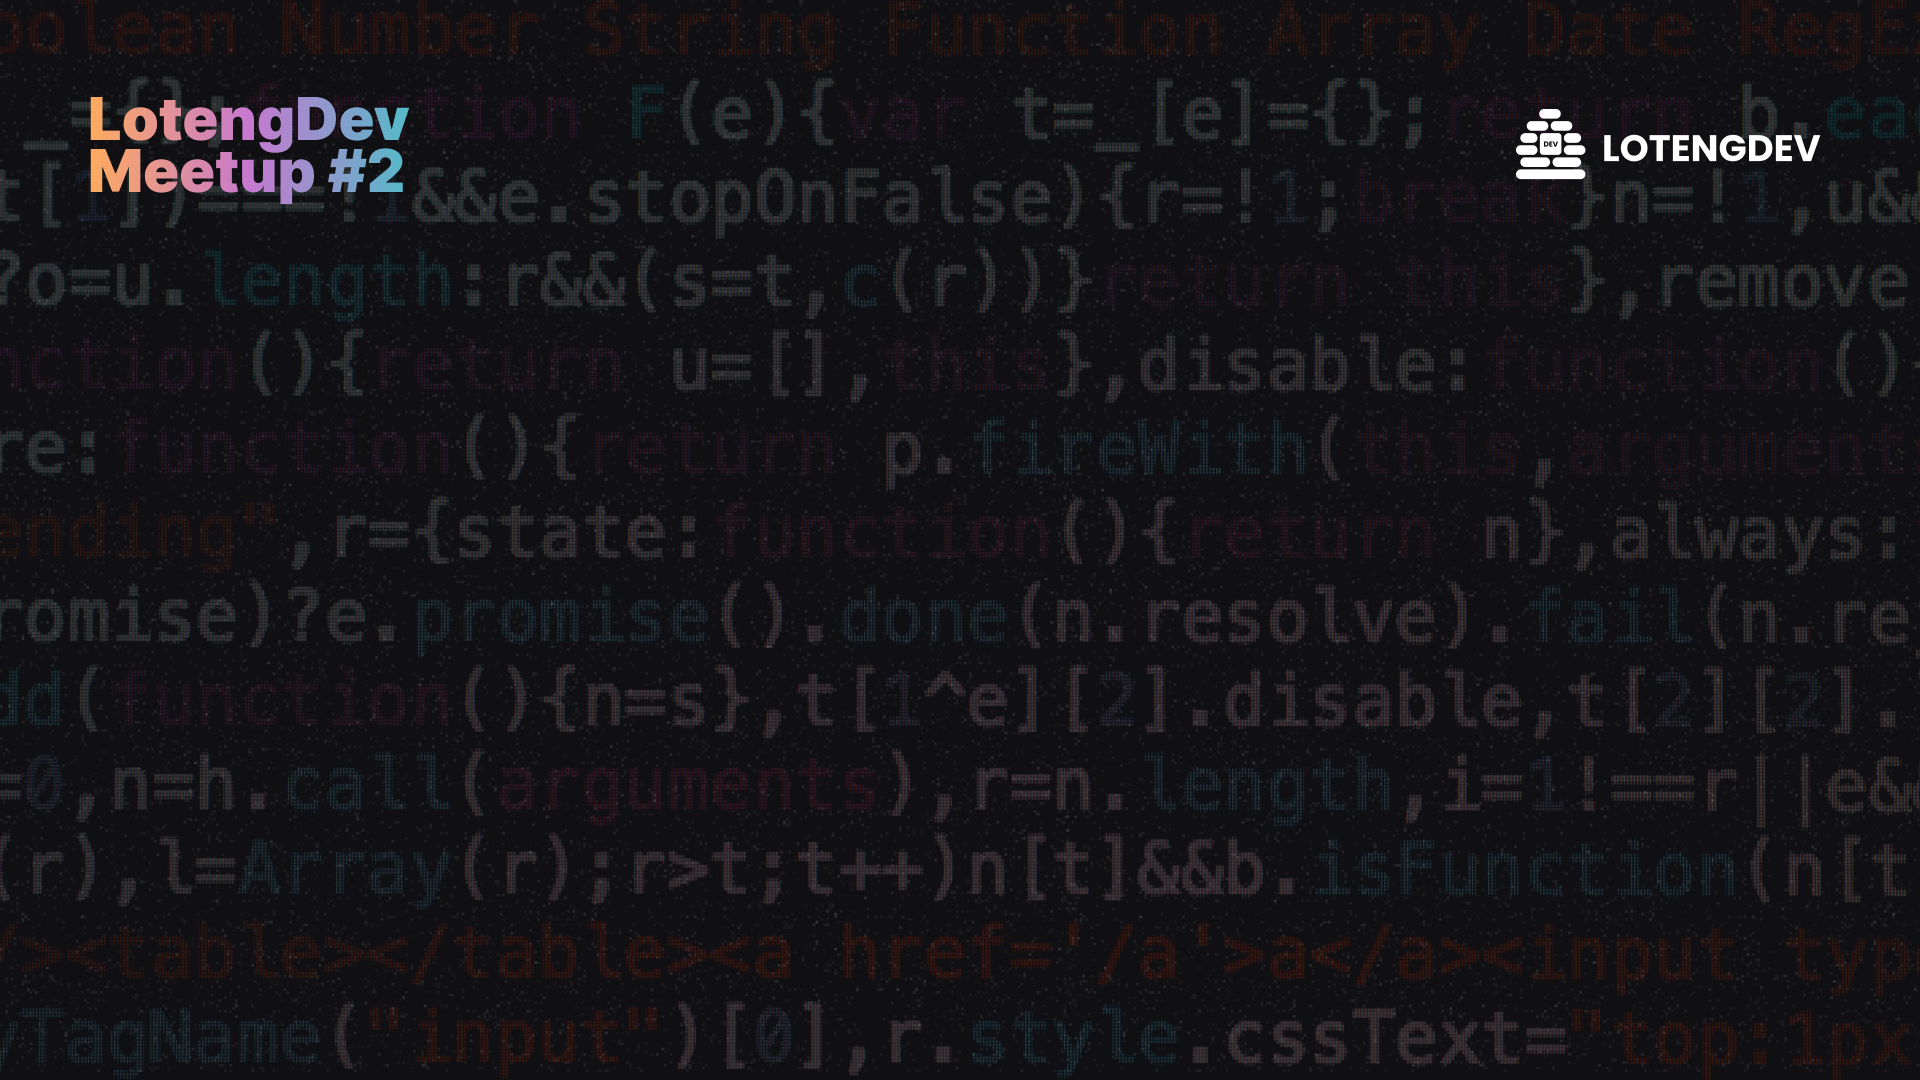 oolean Number String Function Array Date RegE
_={};function F(e){var t=_[e]={};return b.ea
LotengDev
Meetup #2
DEV
LOTENGDEV
t[1])===!1&&e.stopOnFalse){r=!1;break}n=!1,u&
?o=u.length:r&&(s=t,c(r))}return this},remove
nction(){return u=[],this},disable:function()
re:function(){return p.fireWith(this,argument
ending",r={state:function(){return n},always:
romise)?e.promise().done(n.resolve).fail(n.re
dd(function(){n=s},t[1^e][2].disable,t[2][2].
=0,n=h.call(arguments),r=n.length,i=1!==r||e&
(r),l=Array(r);r>t;t++)n[t]&&b.isFunction(n[t
/><table></table><a href='/a'>a</a><input typ
yTagName("input")[0],r.style.cssText="top:1px